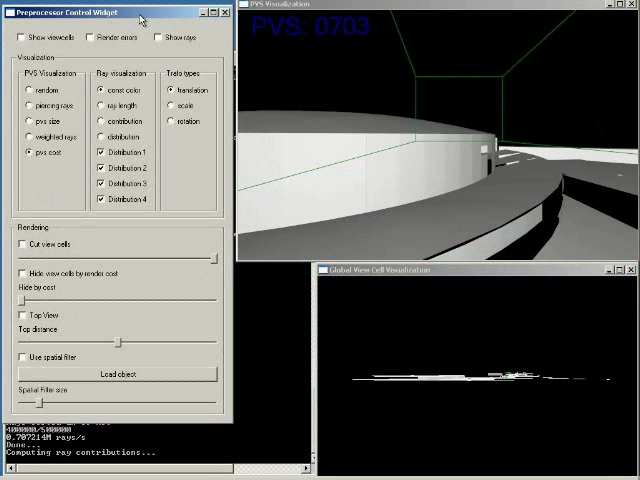 Preprocessor Control Widget
Show viewcells
Render errors
Show rays
Visualization
PVS Visualization
random
piercing rays
pvs size
weighted rays
pvs cost
Ray visualization
const color
ray length
contribution
distribution
Distribution 1
Distribution 2
Distribution 3
Distribution 4
Trafo types
translation
scale
rotation
Rendering
Cut view cells
Hide view cells by render cost
Hide by cost
Top View
Top distance
Use spatial filter
Load object
Spatial Filter size
400000/500000
0.707214M rays/s
Done...
Computing ray contributions...
PVS Visualization
PVS: 0703
Global View Cell Visualization